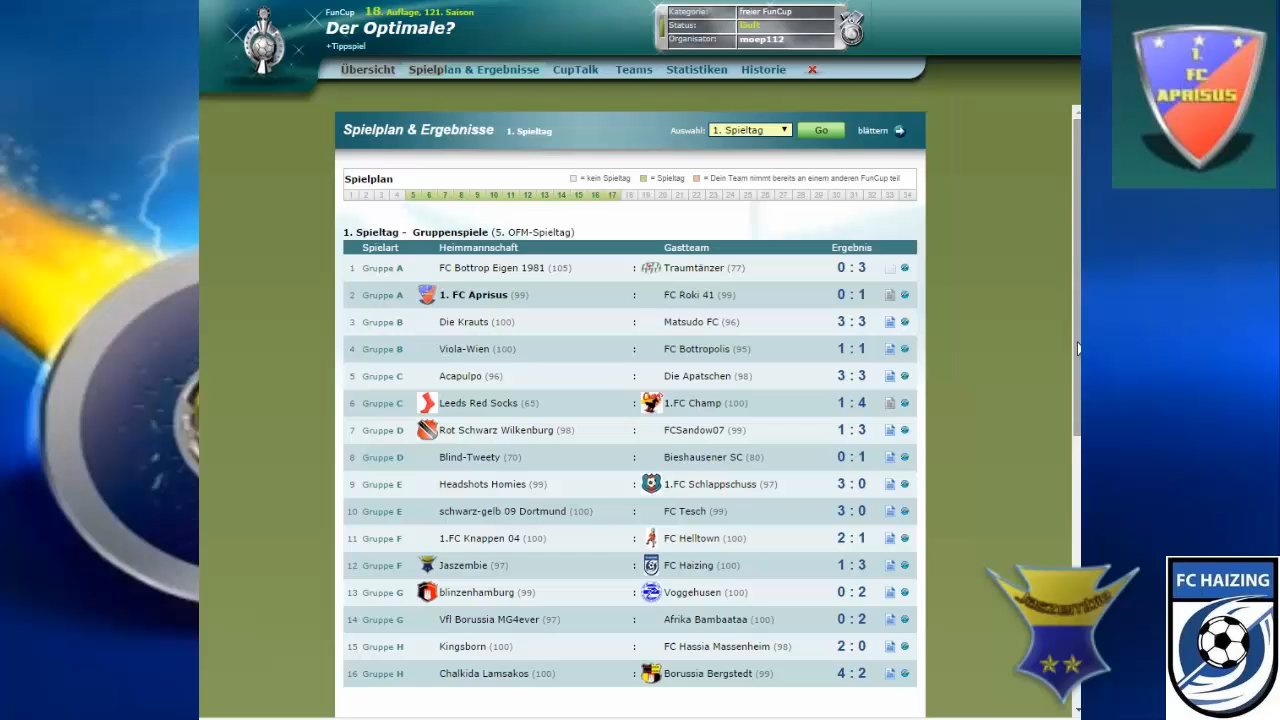 FunCup 18. Auflage, 121. Saison
Der Optimale?
+Tippspiel
Kategorie: freier FunCup
Status: läuft
Organisator: moep112
Übersicht Spielplan & Ergebnisse CupTalk Teams Statistiken Historie X
1. FC APRISUS
Spielplan & Ergebnisse 1. Spieltag Auswahl: 1. Spieltag Go blättern
Spielplan = kein Spieltag = Spieltag = Dein Team nimmt bereits an einem anderen FunCup teil
1 2 3 4 5 6 7 8 9 10 11 12 13 14 15 16 17 18 19 20 21 22 23 24 25 26 27 28 29 30 31 32 33 34
1. Spieltag - Gruppenspiele (5. OFM-Spieltag)
Spielart Heimmannschaft Gastteam Ergebnis
1 Gruppe A FC Bottrop Eigen 1981 (105) : Traumtänzer (77) 0 : 3
2 Gruppe A 1. FC Aprisus (99) : FC Roki 41 (99) 0 : 1
3 Gruppe B Die Krauts (100) : Matsudo FC (96) 3 : 3
4 Gruppe B Viola-Wien (100) : FC Bottropolis (95) 1 : 1
5 Gruppe C Acapulpo (96) : Die Apatschen (98) 3 : 3
6 Gruppe C Leeds Red Socks (65) : 1.FC Champ (100) 1 : 4
7 Gruppe D Rot Schwarz Wilkenburg (98) : FCSandow07 (99) 1 : 3
8 Gruppe D Blind-Tweety (70) : Bieshausener SC (80) 0 : 1
9 Gruppe E Headshots Homies (99) : 1.FC Schlappschuss (97) 3 : 0
10 Gruppe E schwarz-gelb 09 Dortmund (100) : FC Tesch (99) 3 : 0
11 Gruppe F 1.FC Knappen 04 (100) : FC Helltown (100) 2 : 1
12 Gruppe F Jaszembie (97) : FC Haizing (100) 1 : 3
13 Gruppe G blinzenhamburg (99) : Voggehusen (100) 0 : 2
14 Gruppe G Vfl Borussia MG4ever (97) : Afrika Bambaataa (100) 0 : 2
15 Gruppe H Kingsborn (100) : FC Hassia Massenheim (98) 2 : 0
16 Gruppe H Chalkida Lamsakos (100) : Borussia Bergstedt (99) 4 : 2
Jaszembie
FC HAIZING